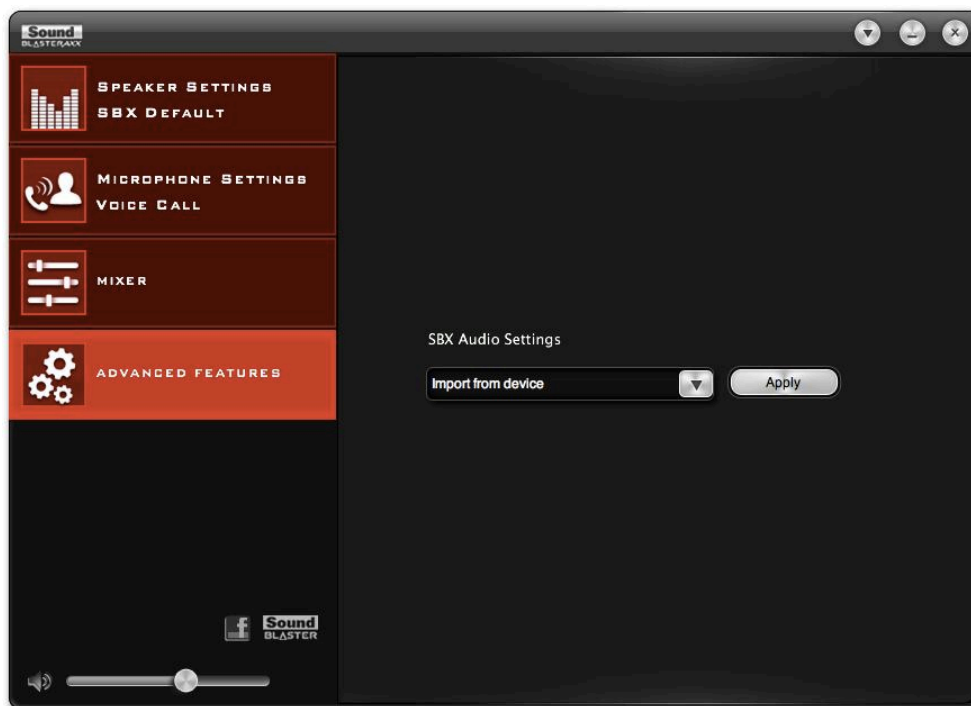 Sound
BLASTERAXX
SPEAKER SETTINGS
SBX DEFAULT
MICROPHONE SETTINGS
VOICE CALL
MIXER
ADVANCED FEATURES
SBX Audio Settings
Import from device
Apply
f
Sound
BLASTER